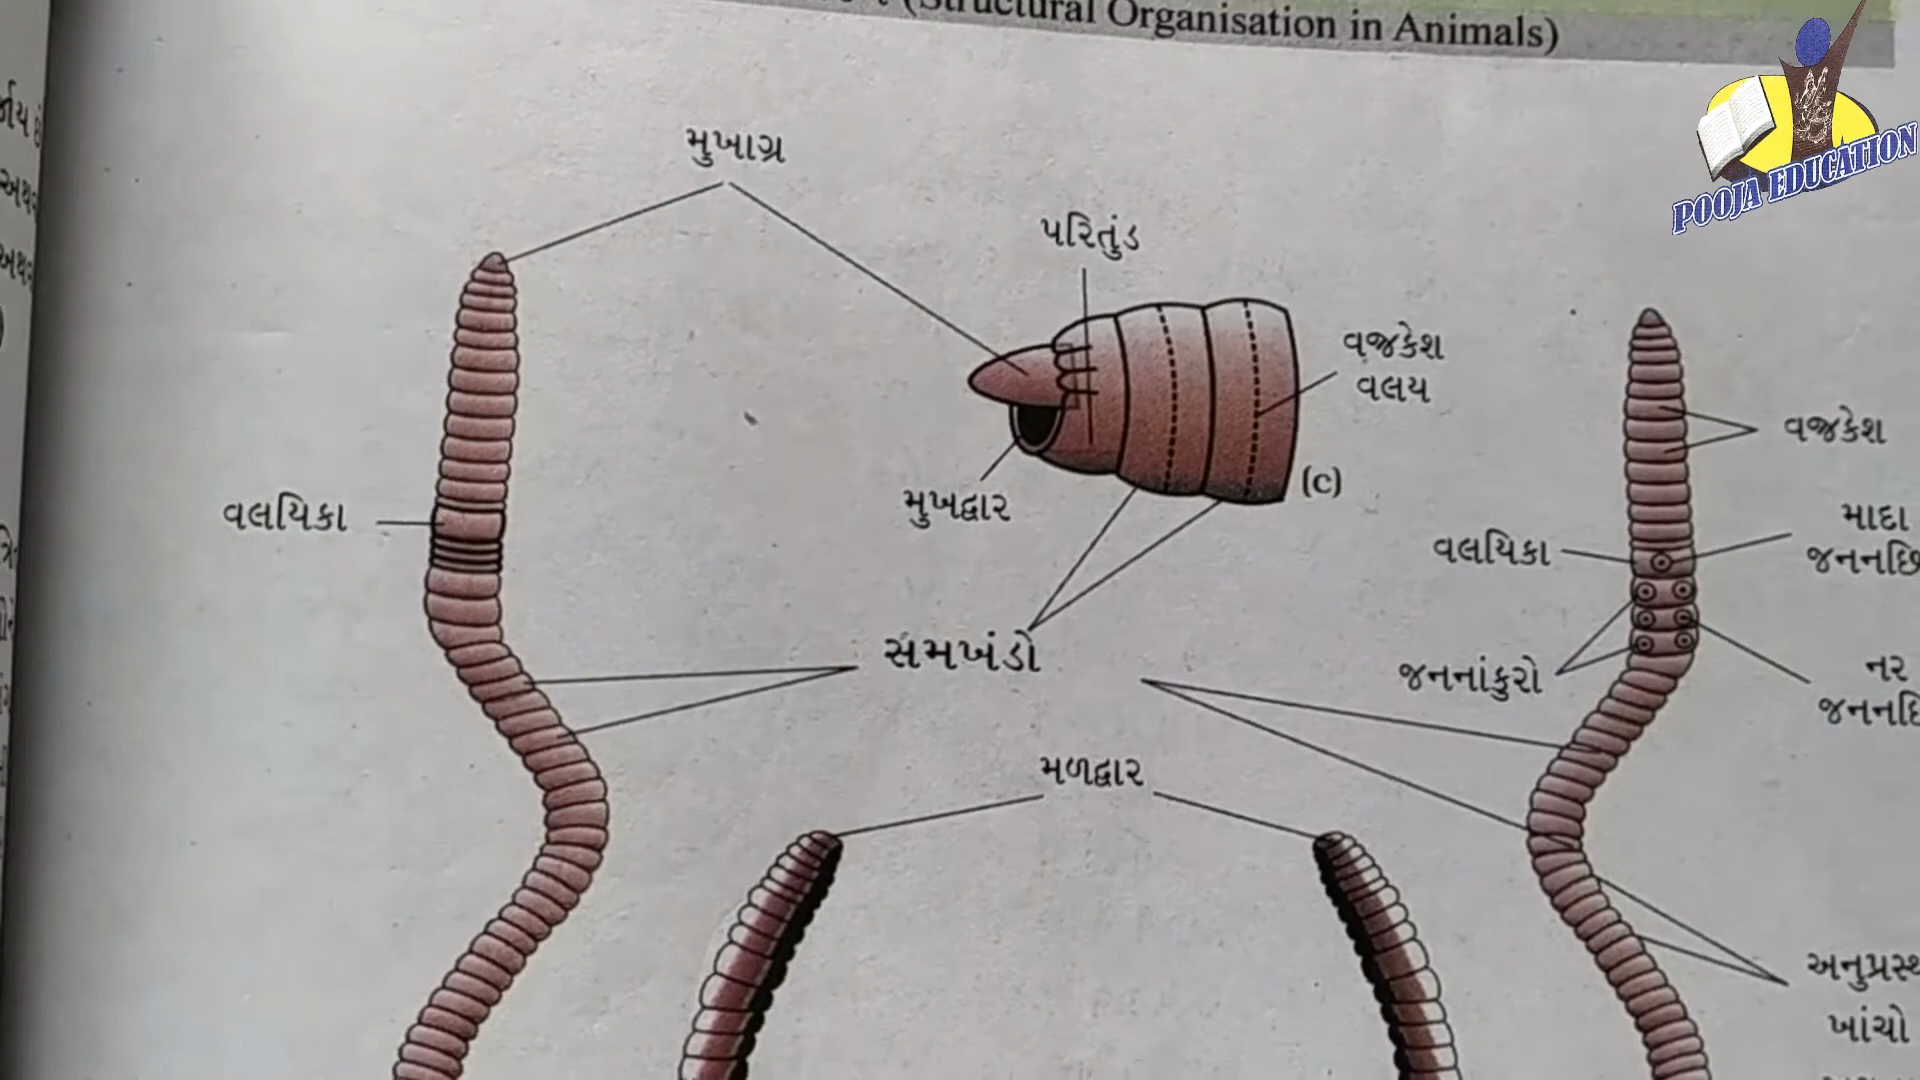 (Structural Organisation in Animals)
POOJA EDUCATION
મુખાગ્ર
પરિતુંડ
વજ્રકેશ
વલય
વજ્રકેશ
(c)
મુખદ્વાર
વલયિકા
વલયિકા
માદા
સમખંડો
જનનાંકુરો
નર
મળદ્વાર
ખાંચો